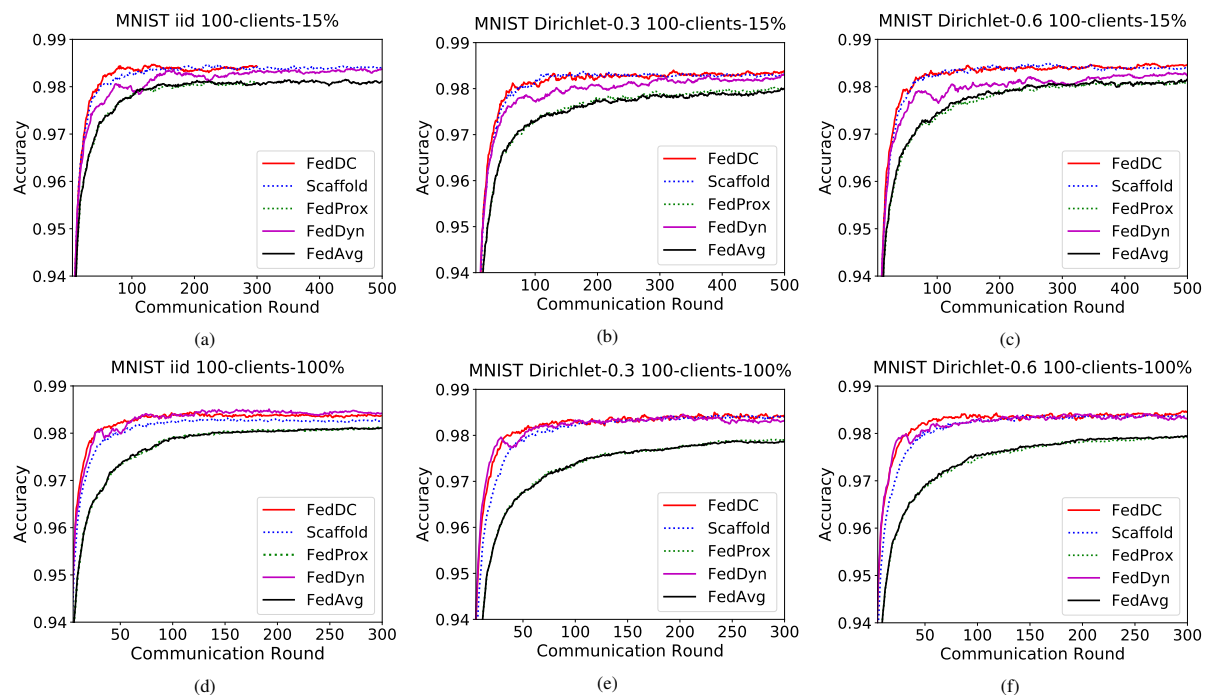 MNIST iid 100-clients-15%
0.99
0.98
0.97
0.96
0.95
0.94
Accuracy
FedDC
Scaffold
FedProx
FedDyn
FedAvg
100 200 300 400 500
Communication Round
(a)
MNIST Dirichlet-0.3 100-clients-15%
0.99
0.98
0.97
0.96
0.95
0.94
Accuracy
FedDC
Scaffold
FedProx
FedDyn
FedAvg
100 200 300 400 500
Communication Round
(b)
MNIST Dirichlet-0.6 100-clients-15%
0.99
0.98
0.97
0.96
0.95
0.94
Accuracy
FedDC
Scaffold
FedProx
FedDyn
FedAvg
100 200 300 400 500
Communication Round
(c)
MNIST iid 100-clients-100%
0.99
0.98
0.97
0.96
0.95
0.94
Accuracy
FedDC
Scaffold
FedProx
FedDyn
FedAvg
50 100 150 200 250 300
Communication Round
(d)
MNIST Dirichlet-0.3 100-clients-100%
0.99
0.98
0.97
0.96
0.95
0.94
Accuracy
FedDC
Scaffold
FedProx
FedDyn
FedAvg
50 100 150 200 250 300
Communication Round
(e)
MNIST Dirichlet-0.6 100-clients-100%
0.99
0.98
0.97
0.96
0.95
0.94
Accuracy
FedDC
Scaffold
FedProx
FedDyn
FedAvg
50 100 150 200 250 300
Communication Round
(f)